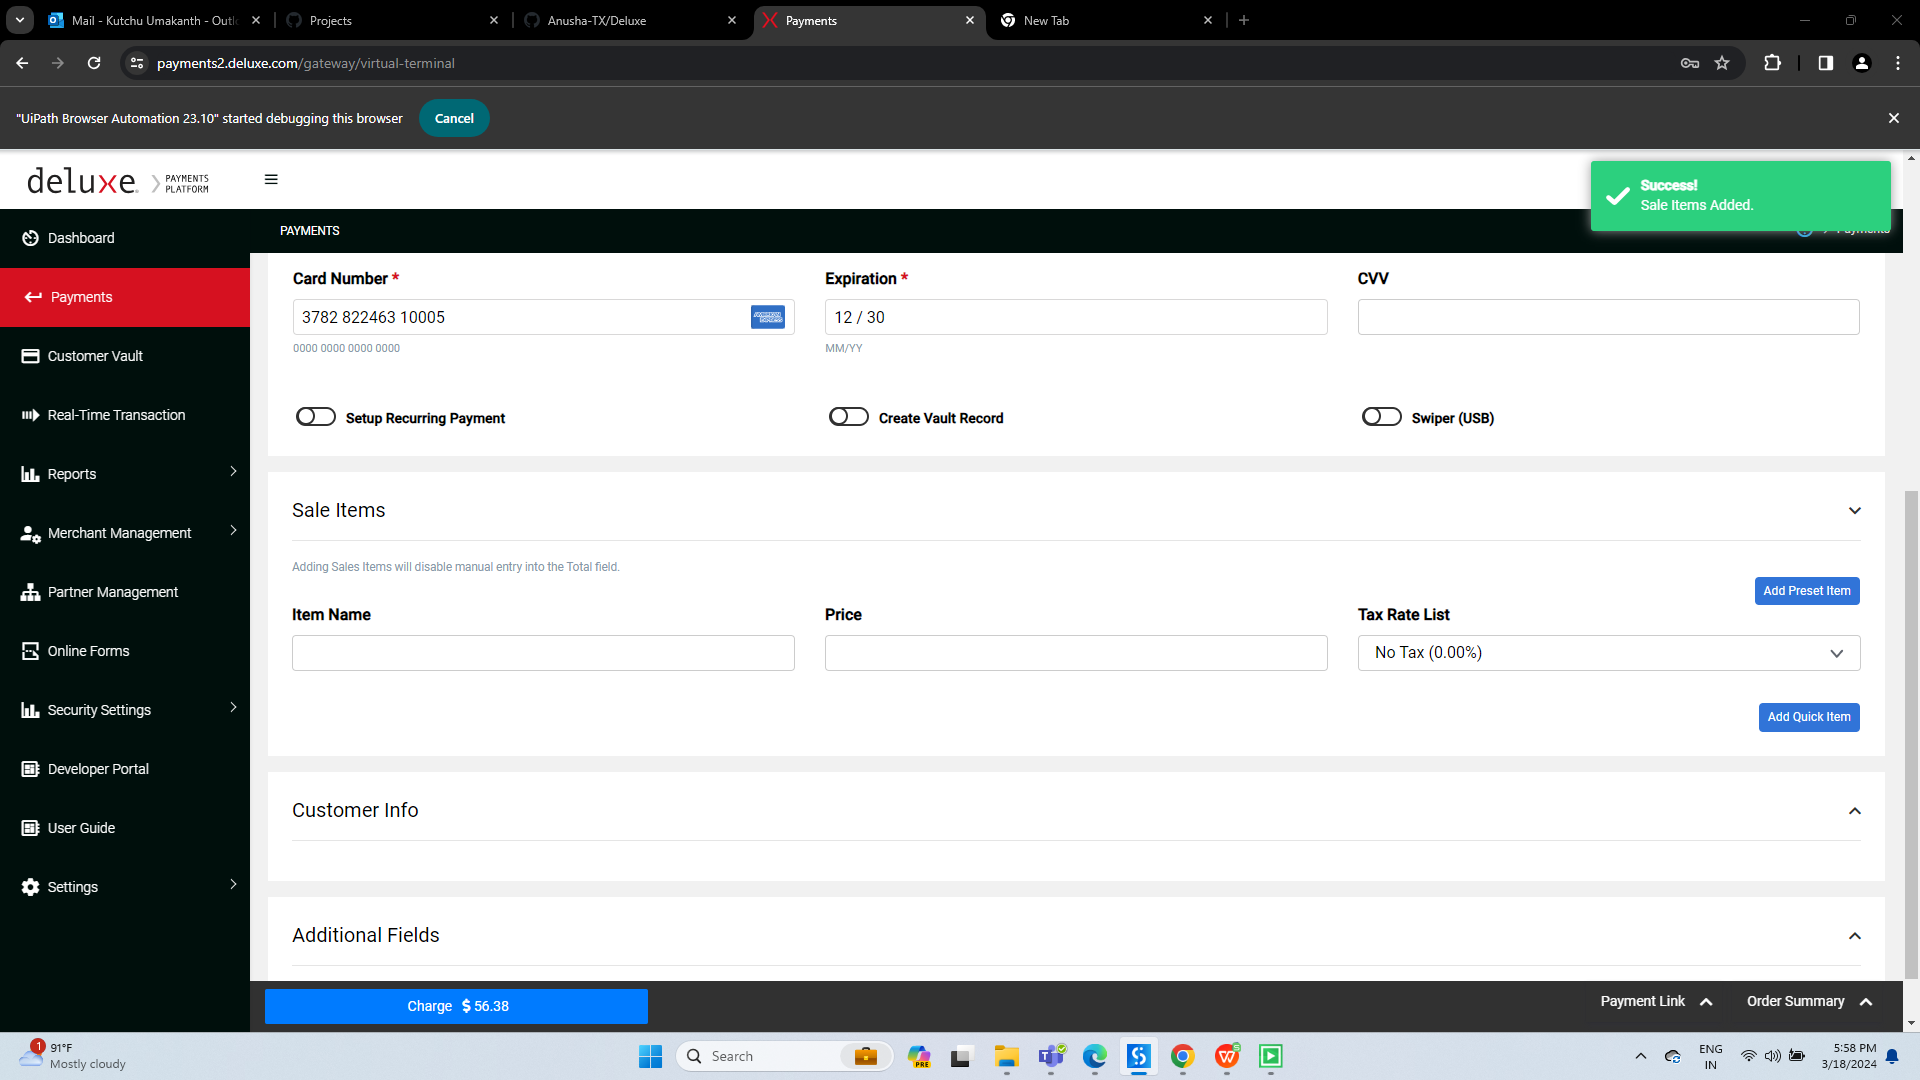 Mail - Kutchu Umakanth - Outl
Projects
Anusha-TX/Deluxe
Payments
New Tab
payments2.deluxe.com/gateway/virtual-terminal
"UiPath Browser Automation 23.10" started debugging this browser
Cancel
deluxe
PAYMENTS
PLATFORM
Success!
Sale Items Added.
Dashboard
PAYMENTS
Payments
Payments
Customer Vault
Real-Time Transaction
Reports
Merchant Management
Partner Management
Online Forms
Security Settings
Developer Portal
User Guide
Settings
Card Number *
Expiration *
CVV
3782 822463 10005
12 / 30
0000 0000 0000 0000
MM/YY
Setup Recurring Payment
Create Vault Record
Swiper (USB)
Sale Items
Adding Sales Items will disable manual entry into the Total field.
Add Preset Item
Item Name
Price
Tax Rate List
No Tax (0.00%)
Add Quick Item
Customer Info
Additional Fields
Charge $ 56.38
Payment Link
Order Summary
1
91°F
Mostly cloudy
Search
PRE
ENG
IN
5:58 PM
3/18/2024